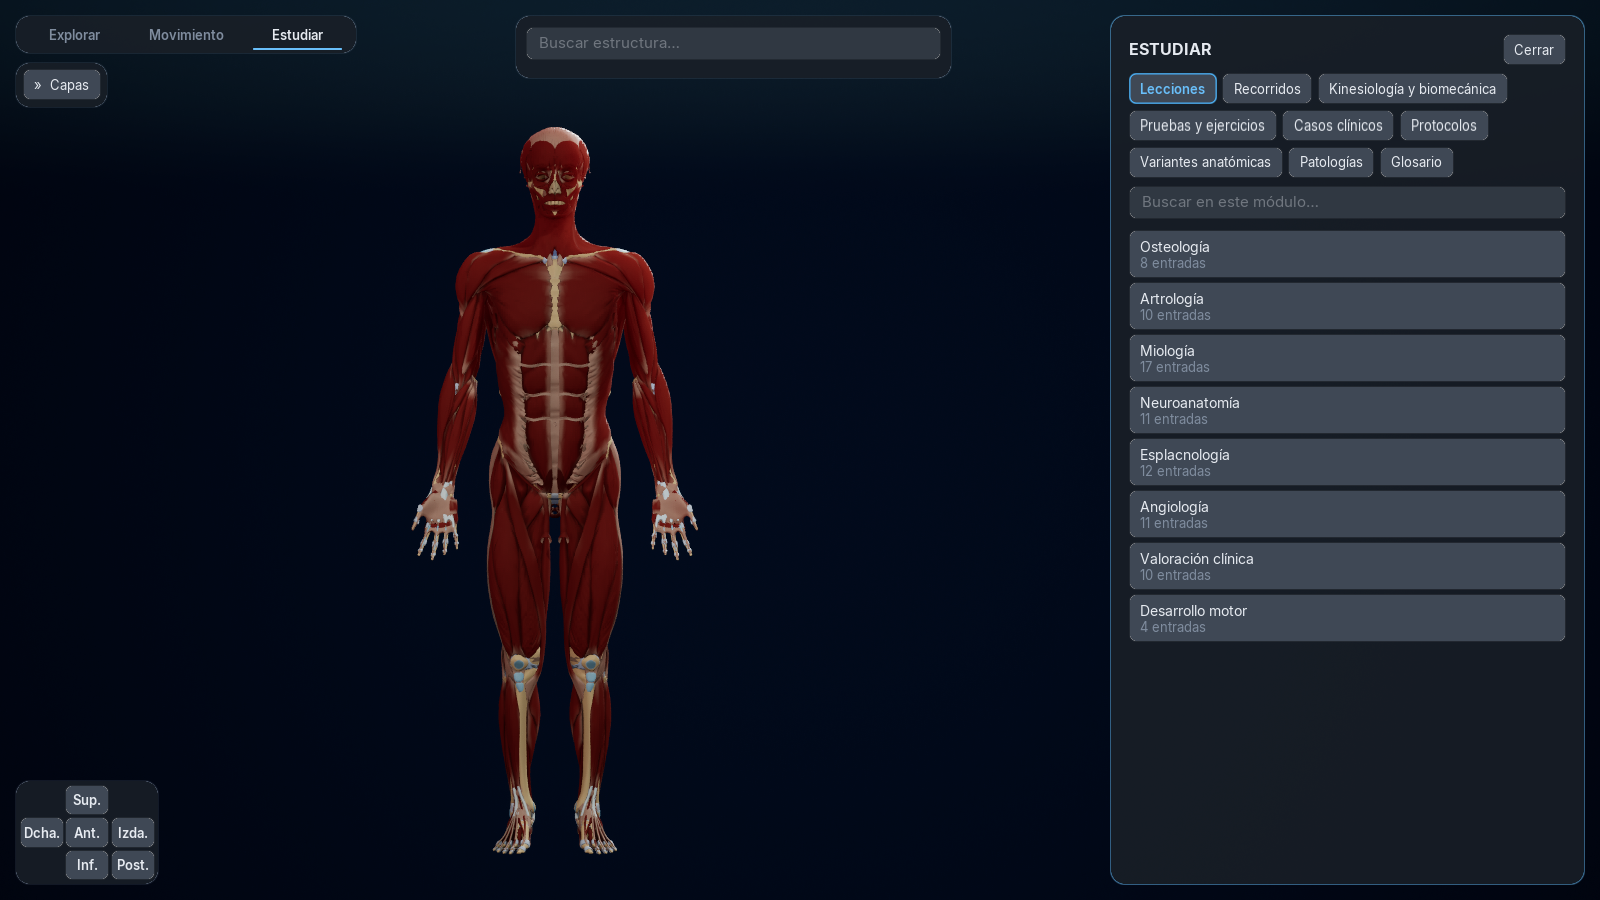 Explorar Movimiento Estudiar
» Capas
Buscar estructura...
ESTUDIAR Cerrar
Lecciones Recorridos Kinesiología y biomecánica
Pruebas y ejercicios Casos clínicos Protocolos
Variantes anatómicas Patologías Glosario
Buscar en este módulo...
Osteología
8 entradas
Artrología
10 entradas
Miología
17 entradas
Neuroanatomía
11 entradas
Esplacnología
12 entradas
Angiología
11 entradas
Valoración clínica
10 entradas
Desarrollo motor
4 entradas
Sup.
Dcha. Ant. Izda.
Inf. Post.